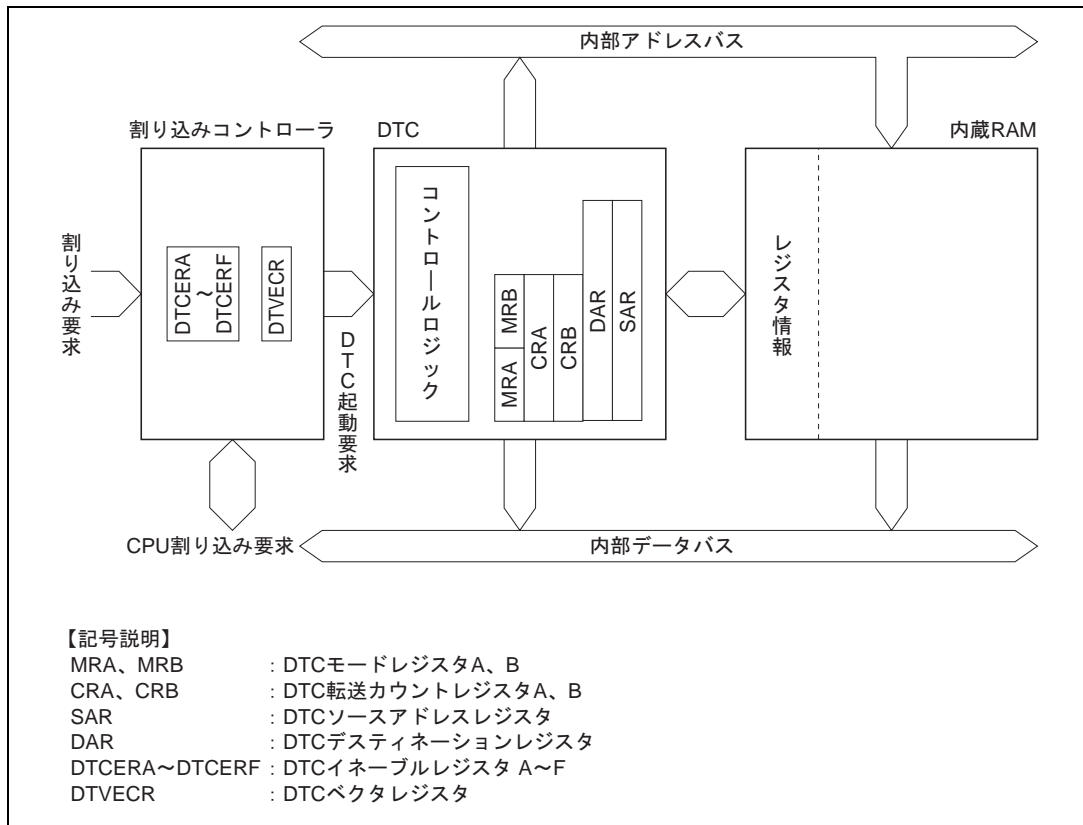 内部アドレスバス
割り込みコントローラ
DTC
内蔵RAM
割り込み要求
DTCERA
～
DTCERF
DTVECR
DTC起動要求
コントロールロジック
MRA
MRB
CRA
CRB
DAR
SAR
レジスタ情報
CPU割り込み要求
内部データバス
【記号説明】
MRA、MRB : DTCモードレジスタA、B
CRA、CRB : DTC転送カウントレジスタA、B
SAR : DTCソースアドレスレジスタ
DAR : DTCデスティネーションレジスタ
DTCERA～DTCERF : DTCイネーブルレジスタ A～F
DTVECR : DTCベクタレジスタ